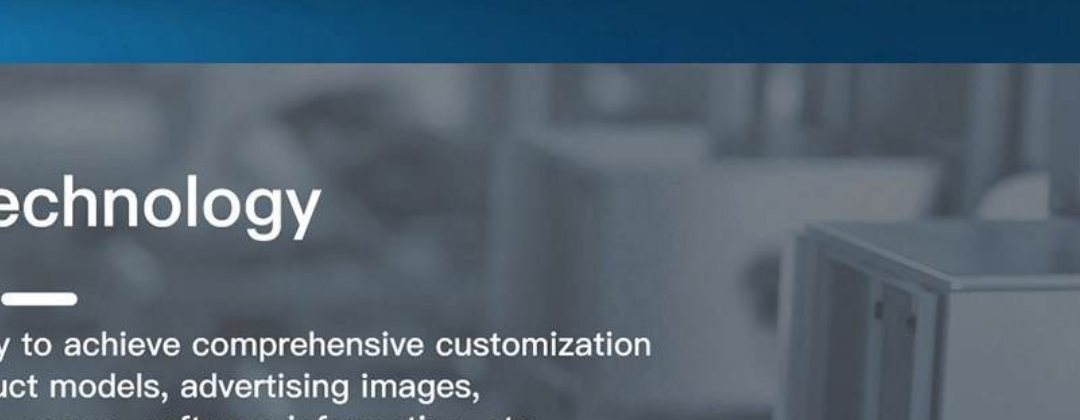 echnology
y to achieve comprehensive customization
uct models, advertising images,